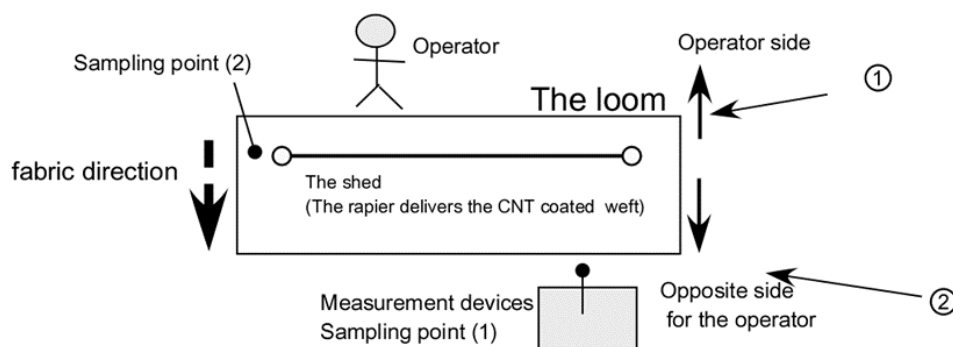 Operator
Operator side
Sampling point (2)
①
The loom
fabric direction
The shed
(The rapier delivers the CNT coated weft)
Measurement devices
Sampling point (1)
Opposite side
for the operator
②